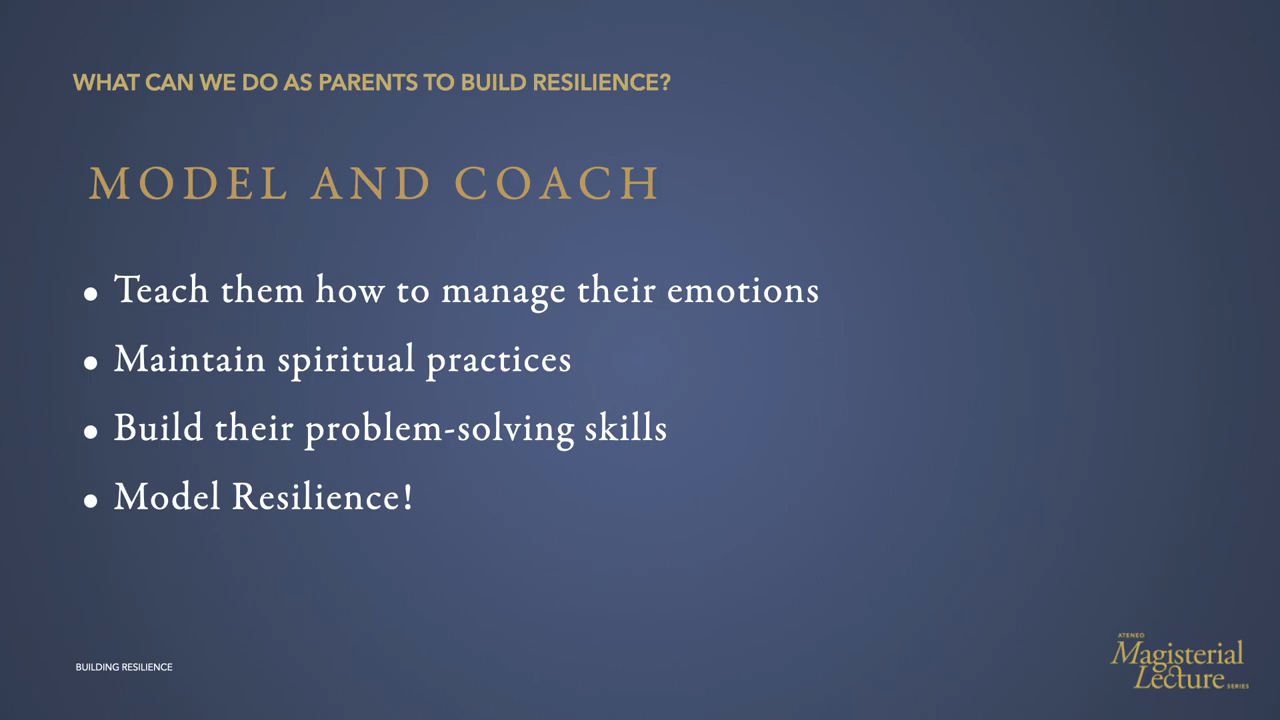 WHAT CAN WE DO AS PARENTS TO BUILD RESILIENCE?
MODEL AND COACH
• Teach them how to manage their emotions
• Maintain spiritual practices
• Build their problem-solving skills
• Model Resilience!
BUILDING RESILIENCE
ATENEO
Magisterial
Lecture SERIES